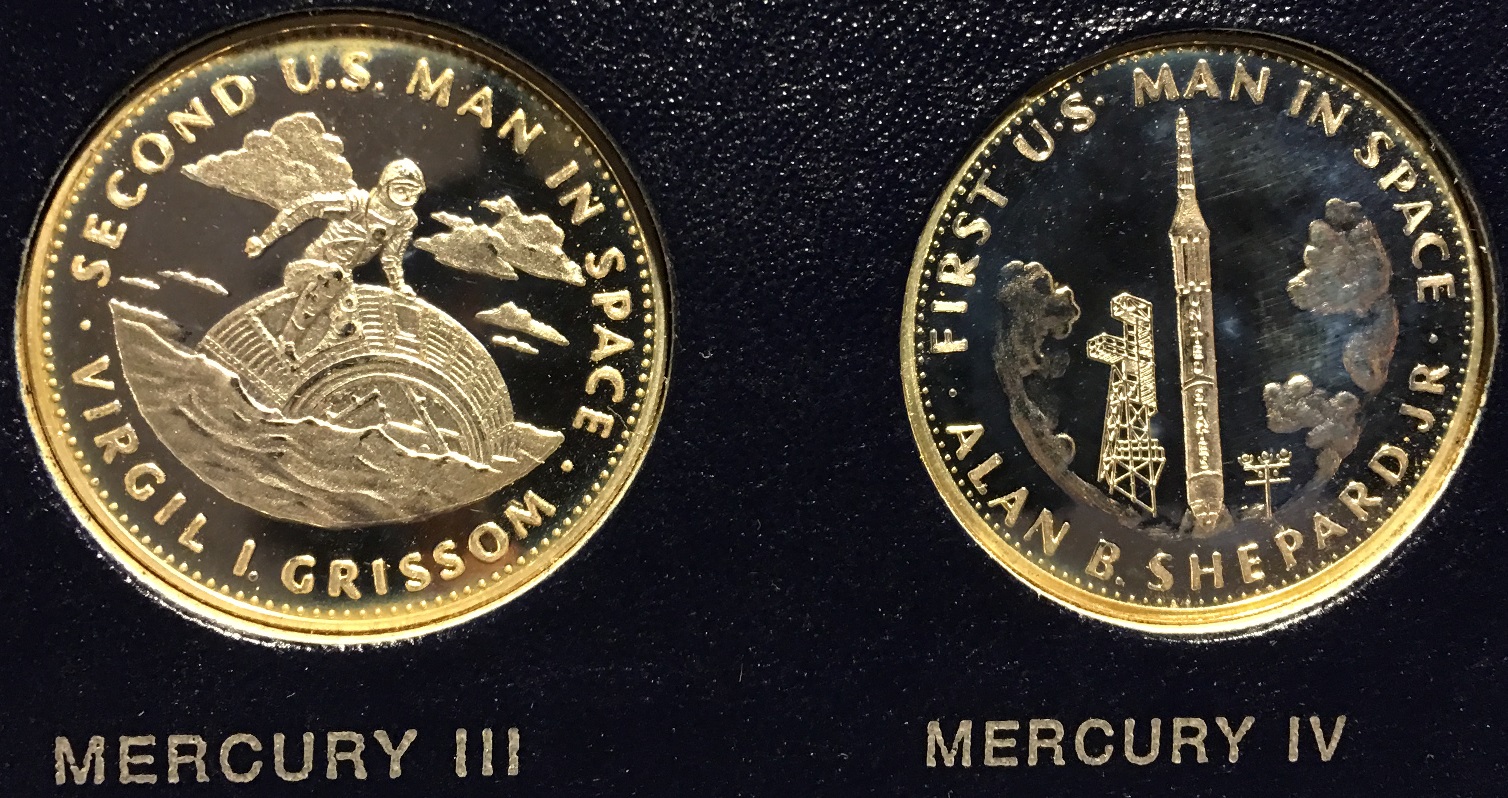 SECOND U.S. MAN IN SPACE
· VIRGIL I. GRISSOM ·
MERCURY III
FIRST U.S. MAN IN SPACE
· ALAN B. SHEPARD. JR ·
UNITED STATES
MERCURY IV